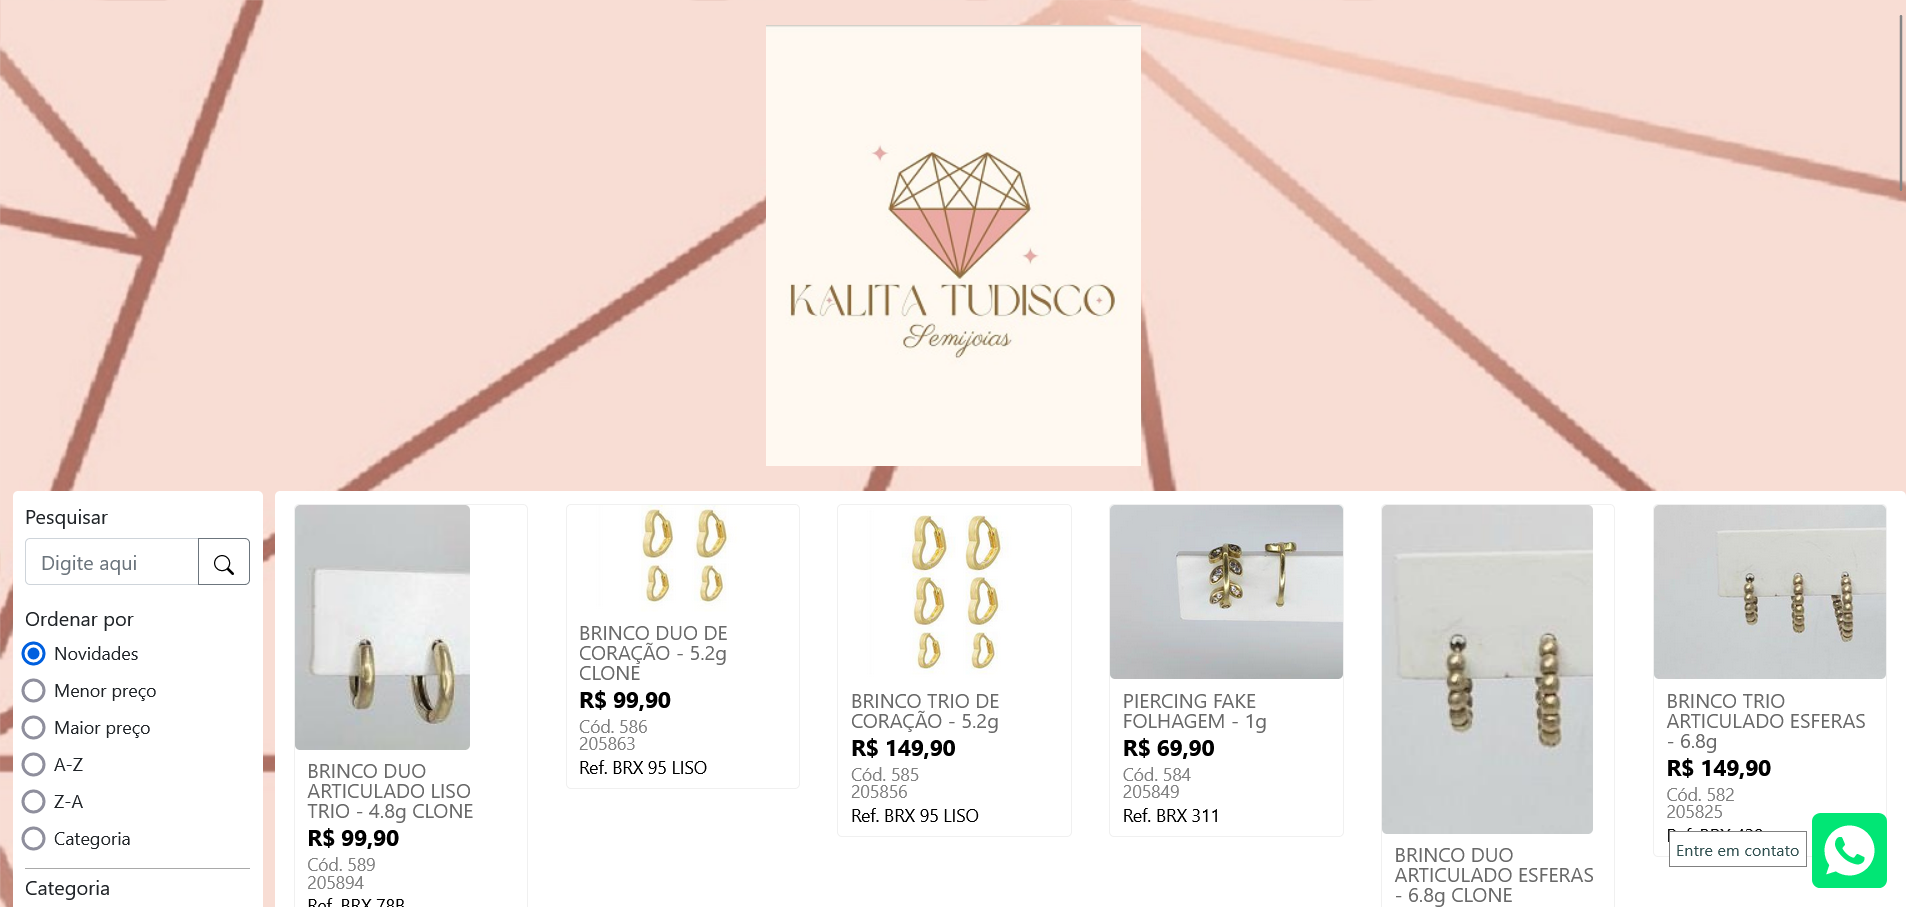 KALITA TUDISCO
Semijoias
Pesquisar
Digite aqui
Ordenar por
Novidades
Menor preço
Maior preço
A-Z
Z-A
Categoria
Categoria
BRINCO DUO
ARTICULADO LISO
TRIO - 4.8g CLONE
R$ 99,90
Cód. 589
205894
Ref. BRX 78B
BRINCO DUO DE
CORAÇÃO - 5.2g
CLONE
R$ 99,90
Cód. 586
205863
Ref. BRX 95 LISO
BRINCO TRIO DE
CORAÇÃO - 5.2g
R$ 149,90
Cód. 585
205856
Ref. BRX 95 LISO
PIERCING FAKE
FOLHAGEM - 1g
R$ 69,90
Cód. 584
205849
Ref. BRX 311
BRINCO DUO
ARTICULADO ESFERAS
- 6.8g CLONE
BRINCO TRIO
ARTICULADO ESFERAS
- 6.8g
R$ 149,90
Cód. 582
205825
Entre em contato